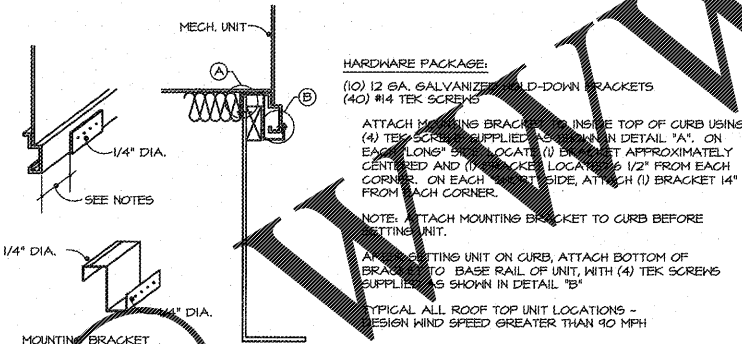 MECH. UNIT
A
B
1/4" DIA.
SEE NOTES
1/4" DIA.
1/4" DIA.
MOUNTING BRACKET
HARDWARE PACKAGE:
(10) 12 GA. GALVANIZED HOLD-DOWN BRACKETS
(40) #14 TEK SCREWS
ATTACH MOUNTING BRACKET TO INSIDE TOP OF CURB USING
(4) TEK SCREWS SUPPLIED AS SHOWN IN DETAIL "A". ON
EACH "LONG" SIDE LOCATE (1) BRACKET APPROXIMATELY
CENTERED AND (1) BRACKET LOCATED 6 1/2" FROM EACH
CORNER. ON EACH "SHORT" SIDE, ATTACH (1) BRACKET 14"
FROM EACH CORNER.
NOTE: ATTACH MOUNTING BRACKET TO CURB BEFORE
SETTING UNIT.
AFTER SETTING UNIT ON CURB, ATTACH BOTTOM OF
BRACKET TO BASE RAIL OF UNIT, WITH (4) TEK SCREWS
SUPPLIED AS SHOWN IN DETAIL "B"
TYPICAL ALL ROOF TOP UNIT LOCATIONS ~
DESIGN WIND SPEED GREATER THAN 90 MPH
WWW